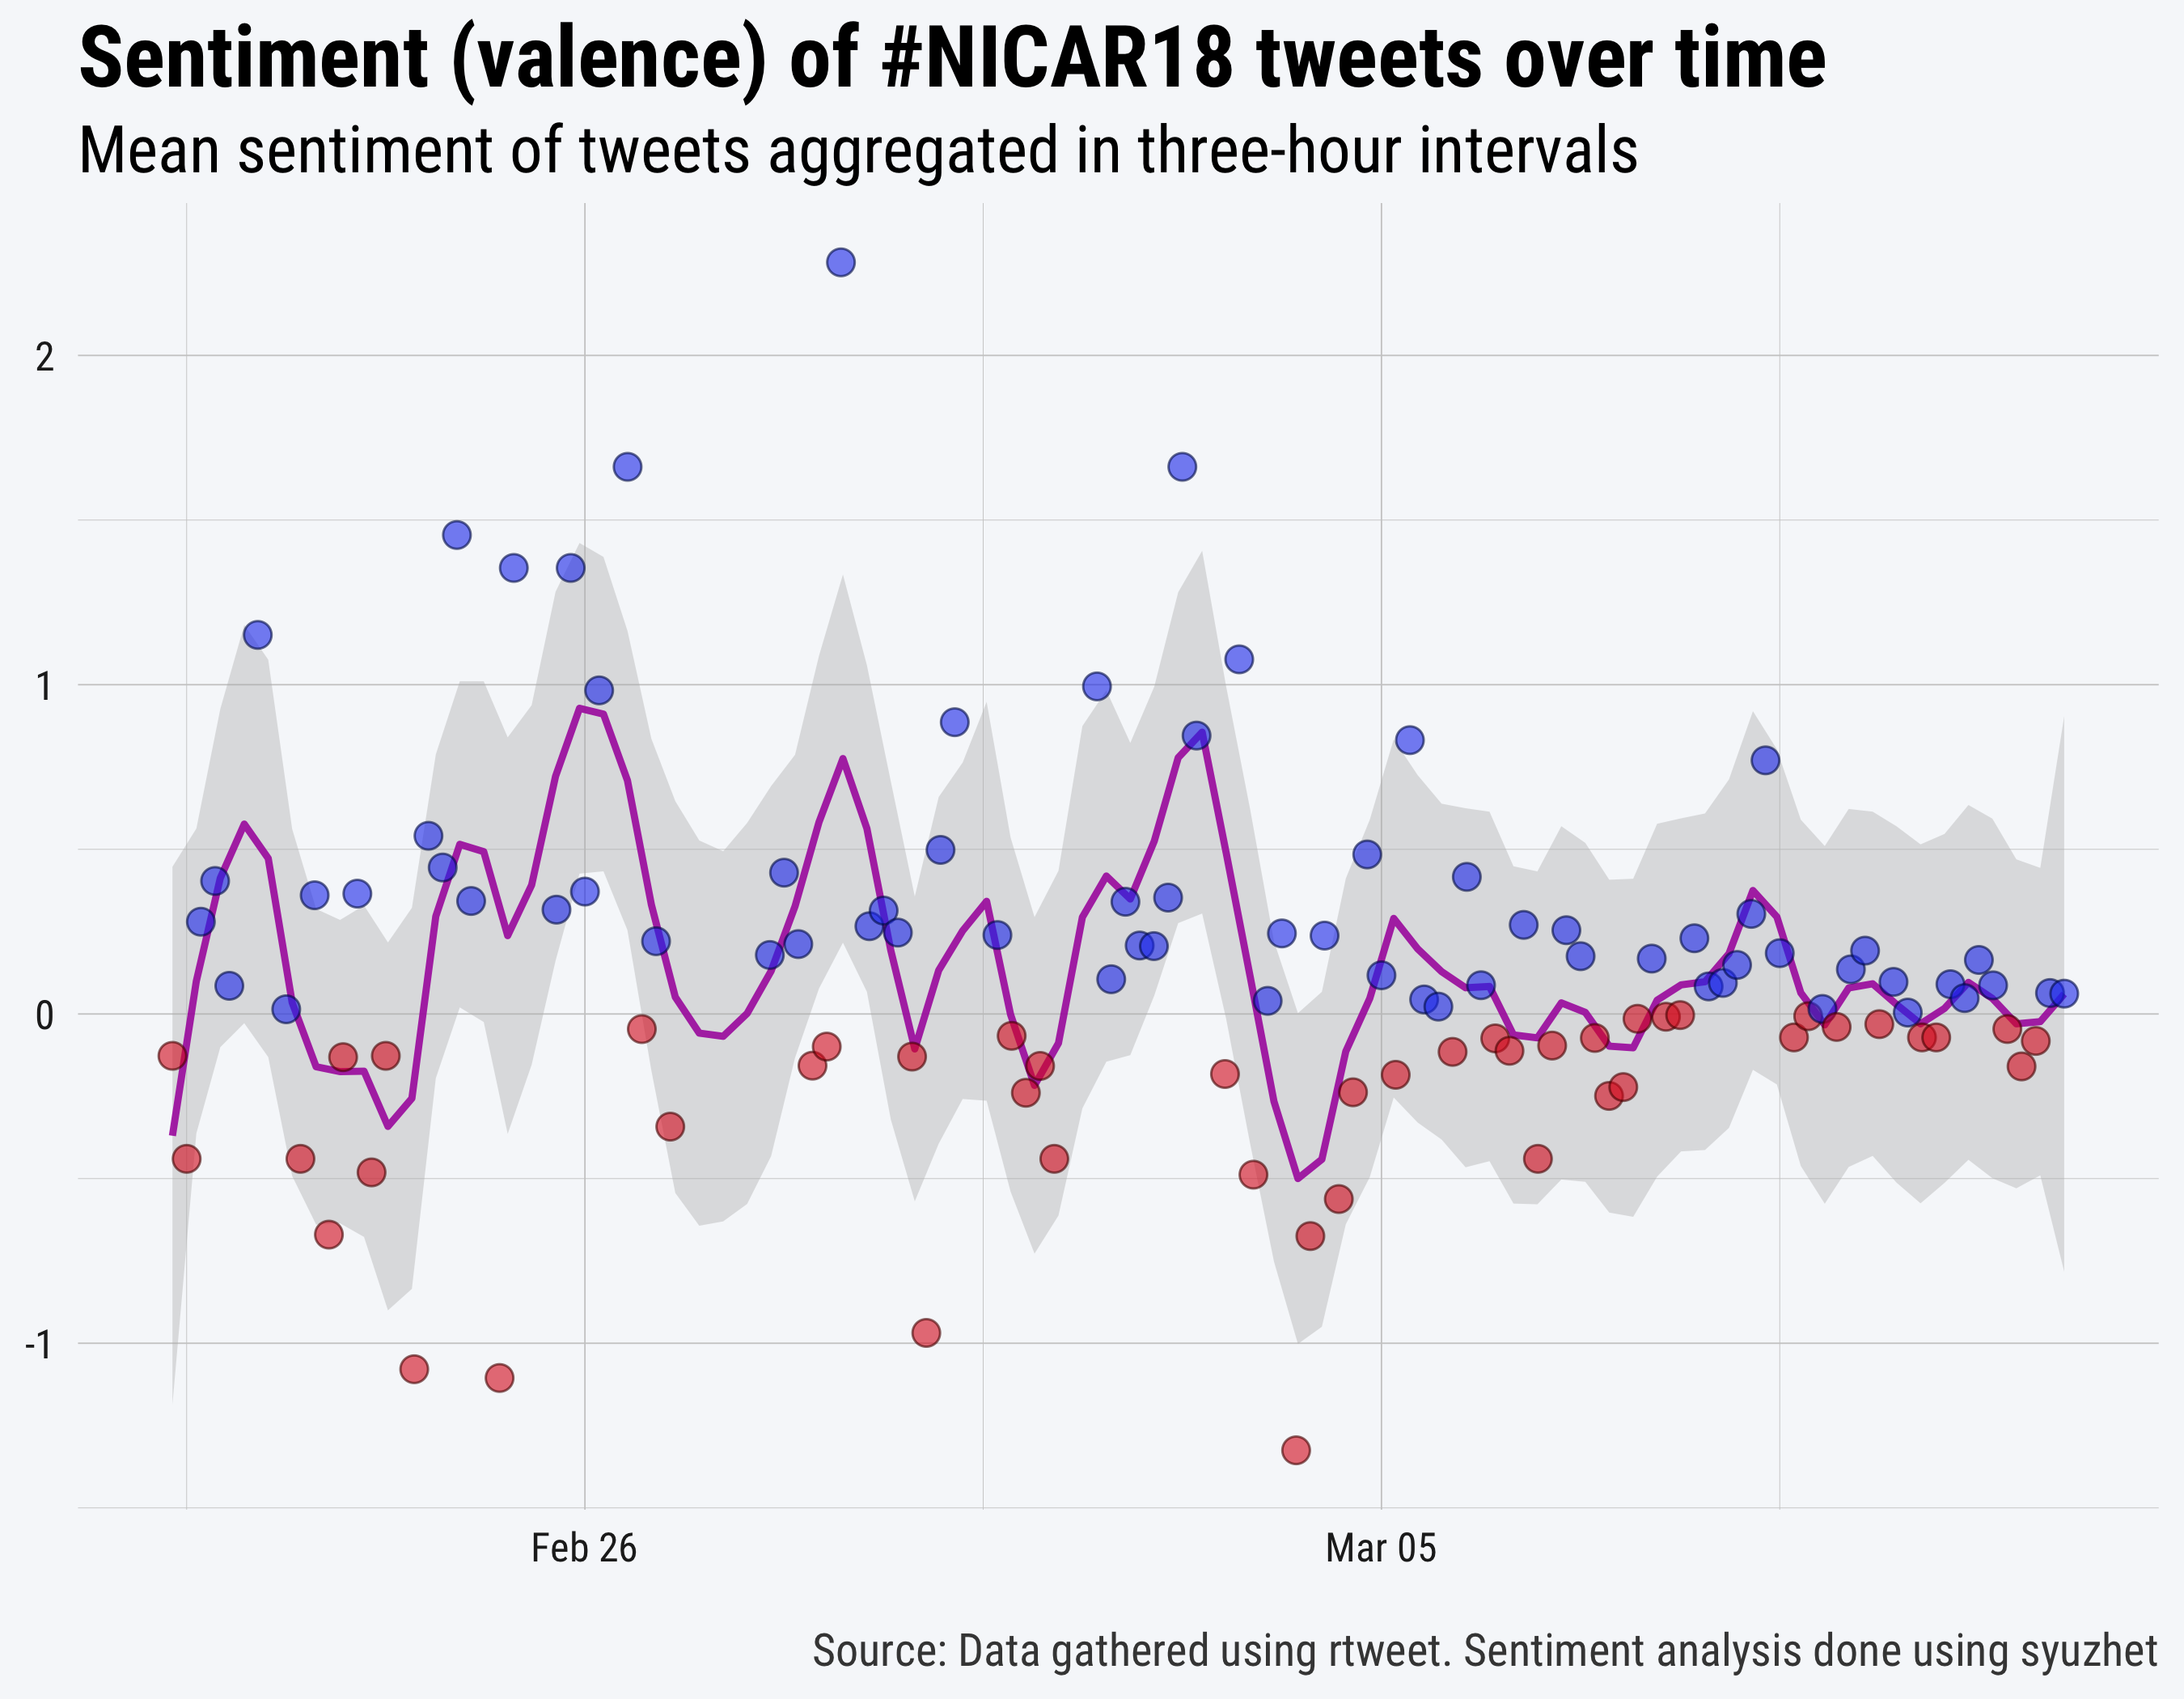 Sentiment (valence) of #NICAR18 tweets over time
Mean sentiment of tweets aggregated in three-hour intervals
2
1
0
-1
Feb 26
Mar 05
Source: Data gathered using rtweet. Sentiment analysis done using syuzhet